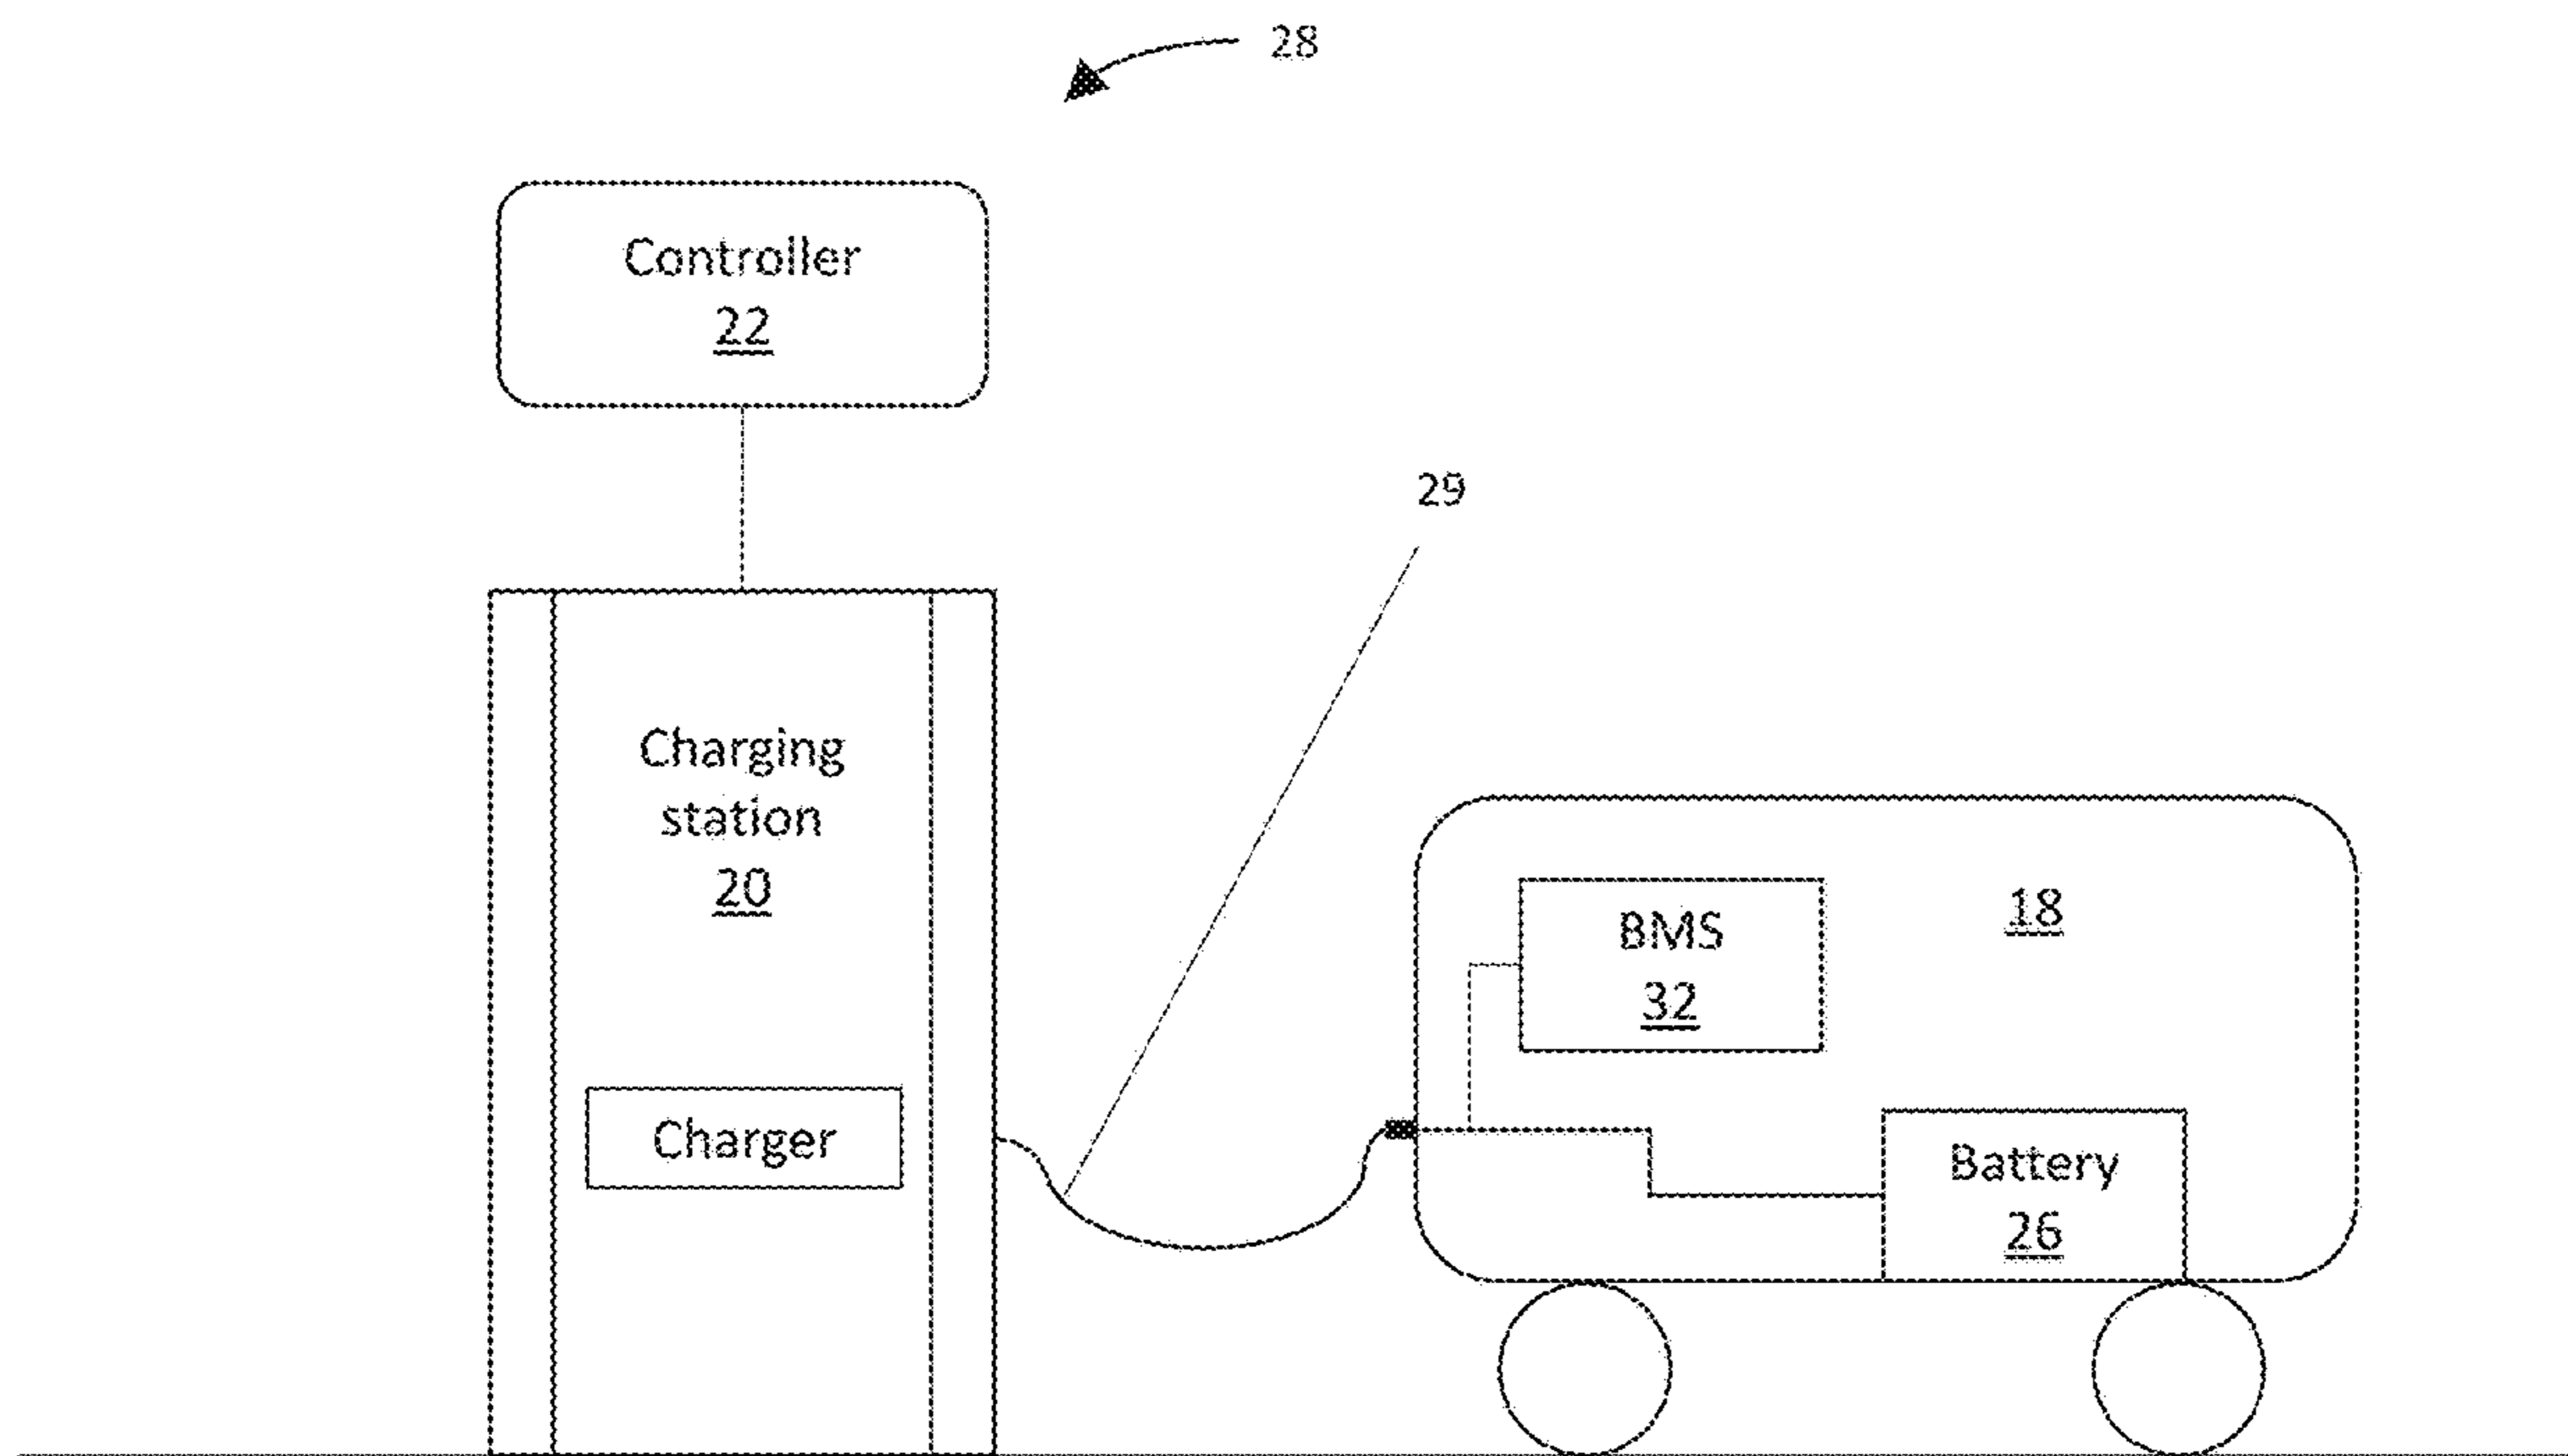 28
Controller
22
29
Charging
station
20
18
BMS
32
Charger
Battery
26